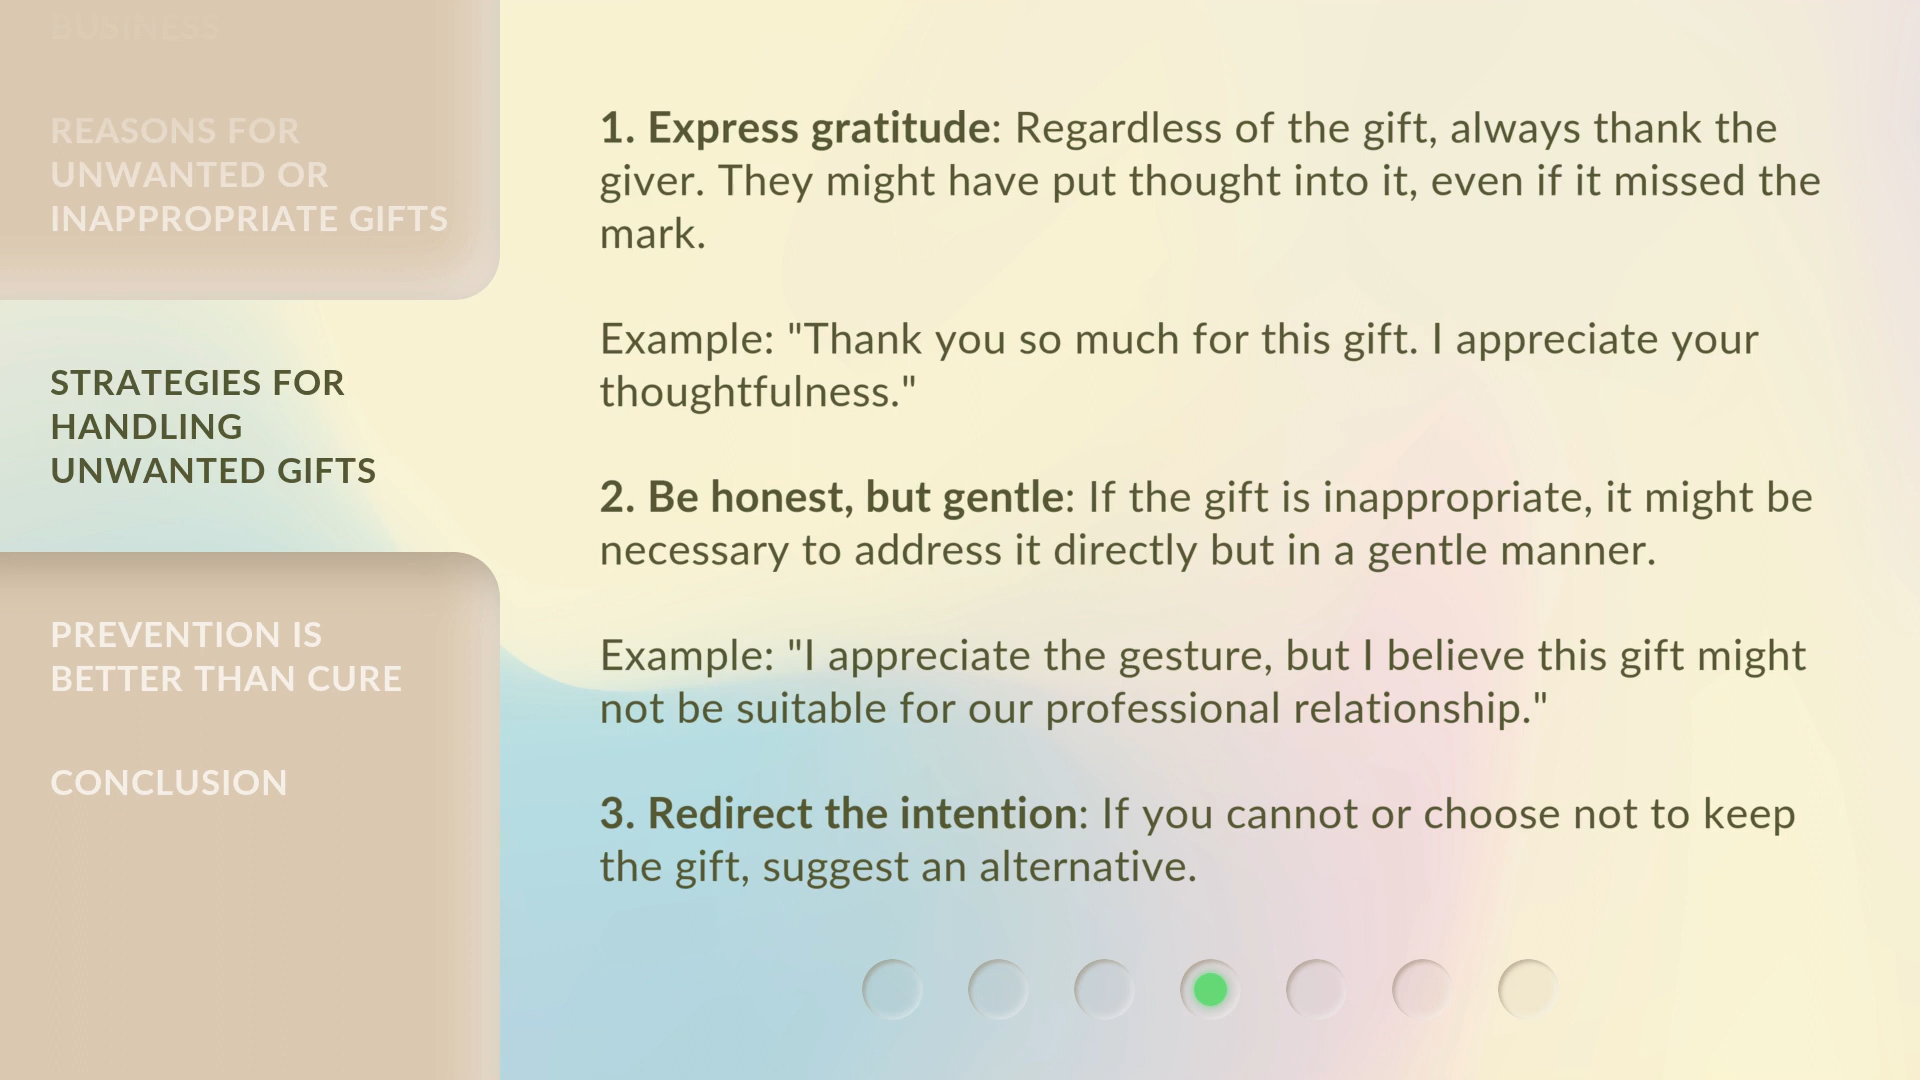 BUSINESS
REASONS FOR
UNWANTED OR
INAPPROPRIATE GIFTS
STRATEGIES FOR
HANDLING
UNWANTED GIFTS
PREVENTION IS
BETTER THAN CURE
CONCLUSION
1. Express gratitude: Regardless of the gift, always thank the
giver. They might have put thought into it, even if it missed the
mark.
Example: "Thank you so much for this gift. I appreciate your
thoughtfulness."
2. Be honest, but gentle: If the gift is inappropriate, it might be
necessary to address it directly but in a gentle manner.
Example: "I appreciate the gesture, but I believe this gift might
not be suitable for our professional relationship."
3. Redirect the intention: If you cannot or choose not to keep
the gift, suggest an alternative.